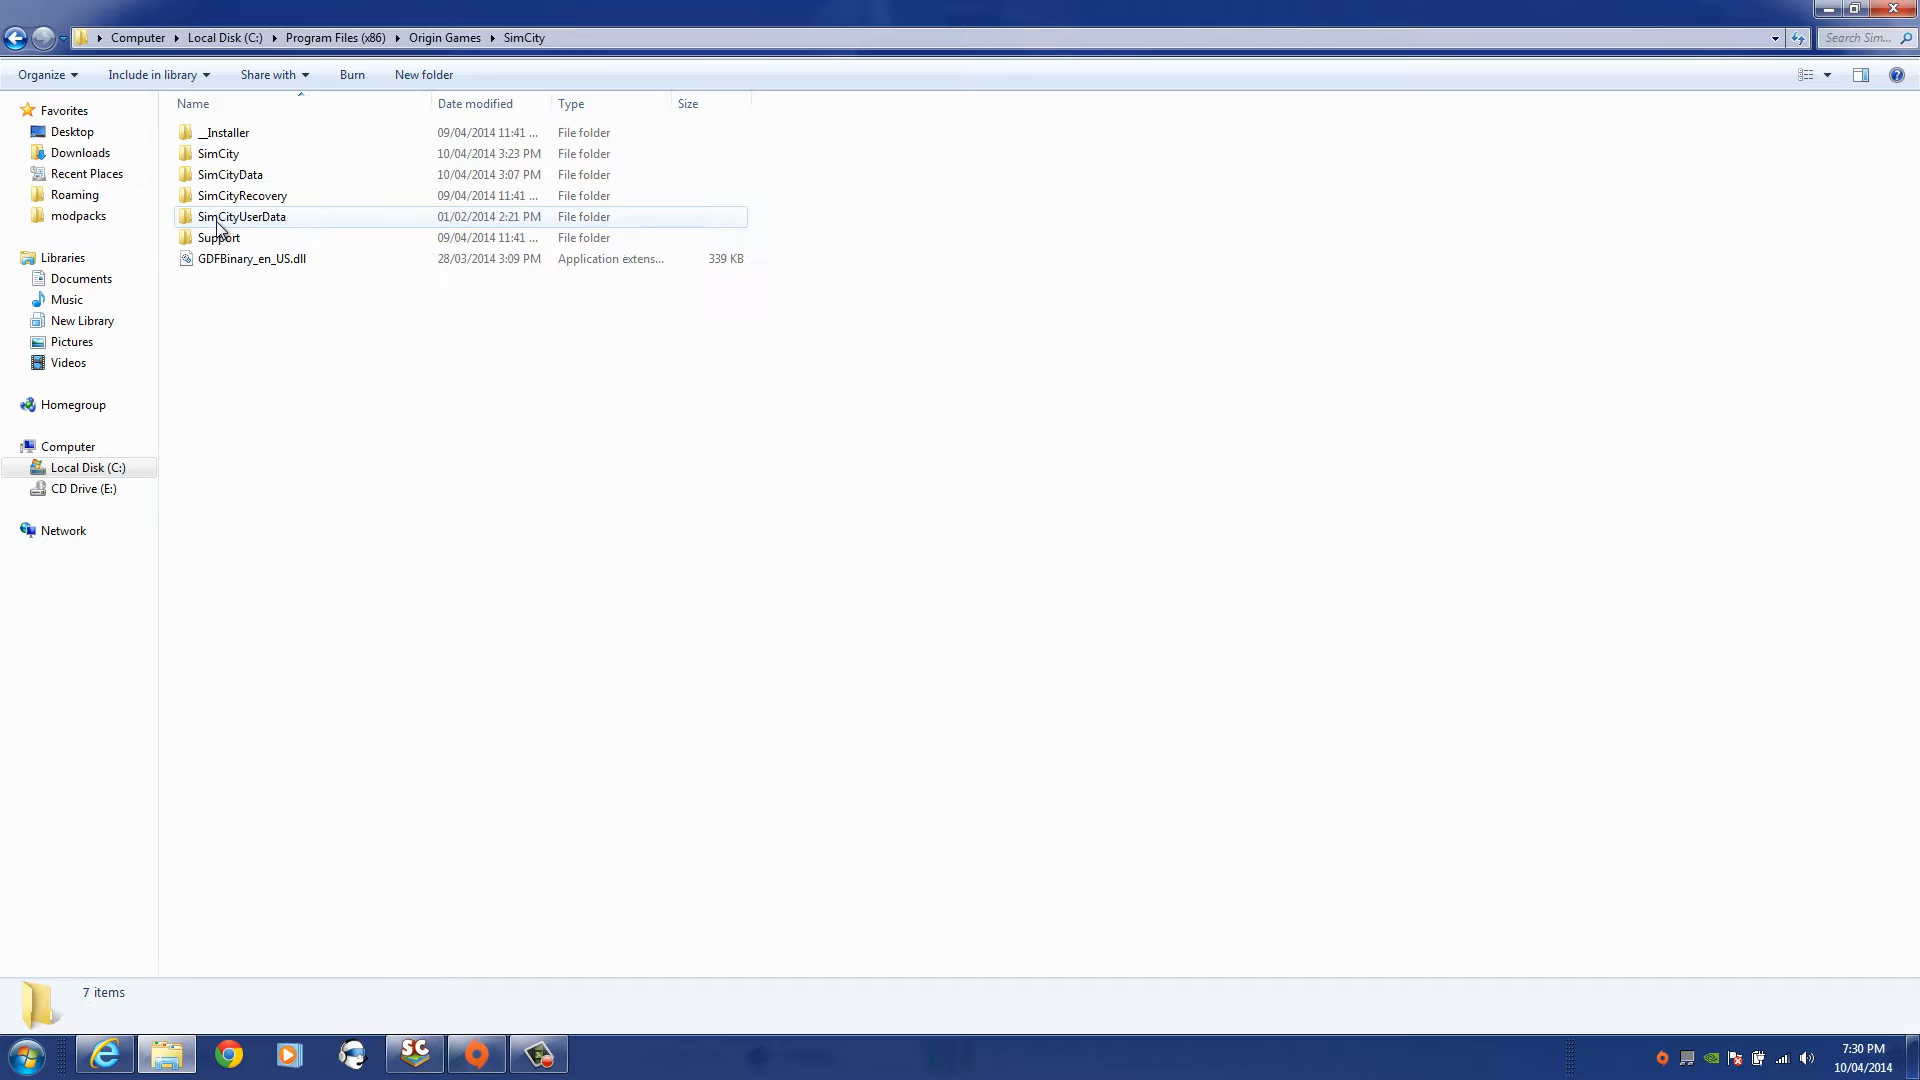 Computer Local Disk (C:) Program Files (x86) Origin Games SimCity Search Sim...
Organize Include in library Share with Burn New folder
Favorites
Desktop
Downloads
Recent Places
Roaming
modpacks
Libraries
Documents
Music
New Library
Pictures
Videos
Homegroup
Computer
Local Disk (C:)
CD Drive (E:)
Network
Name Date modified Type Size
__Installer 09/04/2014 11:41 ... File folder
SimCity 10/04/2014 3:23 PM File folder
SimCityData 10/04/2014 3:07 PM File folder
SimCityRecovery 09/04/2014 11:41 ... File folder
SimCityUserData 01/02/2014 2:21 PM File folder
Support 09/04/2014 11:41 ... File folder
GDFBinary_en_US.dll 28/03/2014 3:09 PM Application extens... 339 KB
7 items
SC
7:30 PM
10/04/2014